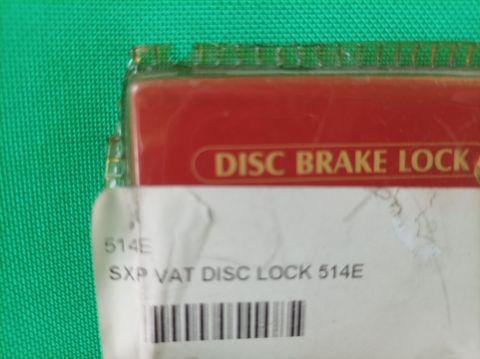 DISC BRAKE LOCK
514E
SXP VAT DISC LOCK 514E